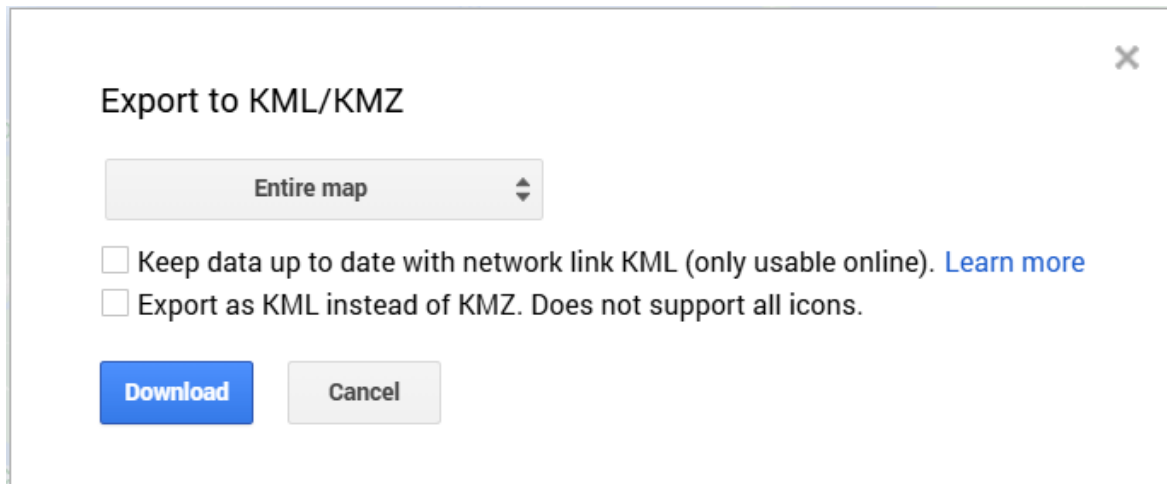 Export to KML/KMZ
Entire map
Keep data up to date with network link KML (only usable online). Learn more
Export as KML instead of KMZ. Does not support all icons.
Download Cancel